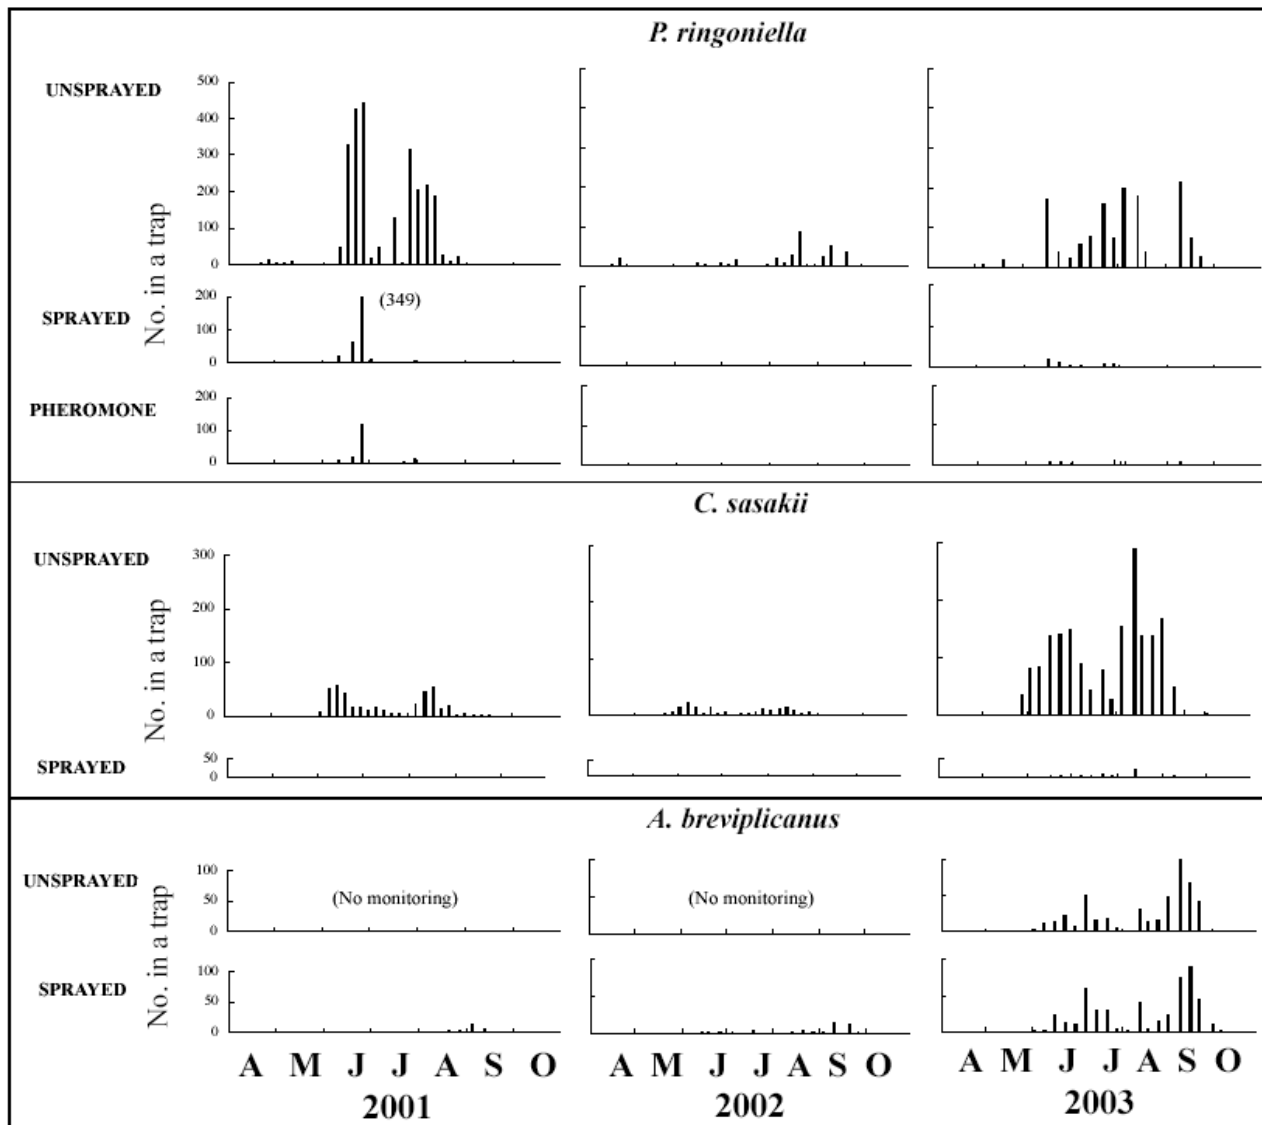 P. ringoniella
UNSPRAYED
No. in a trap
500
400
300
200
100
0
SPRAYED
200
100
0
(349)
PHEROMONE
200
100
0
C. sasakii
UNSPRAYED
No. in a trap
300
200
100
0
SPRAYED
50
0
A. breviplicanus
UNSPRAYED
No. in a trap
100
50
0
(No monitoring)
(No monitoring)
SPRAYED
100
50
0
A M J J A S O
A M J J A S O
A M J J A S O
2001
2002
2003